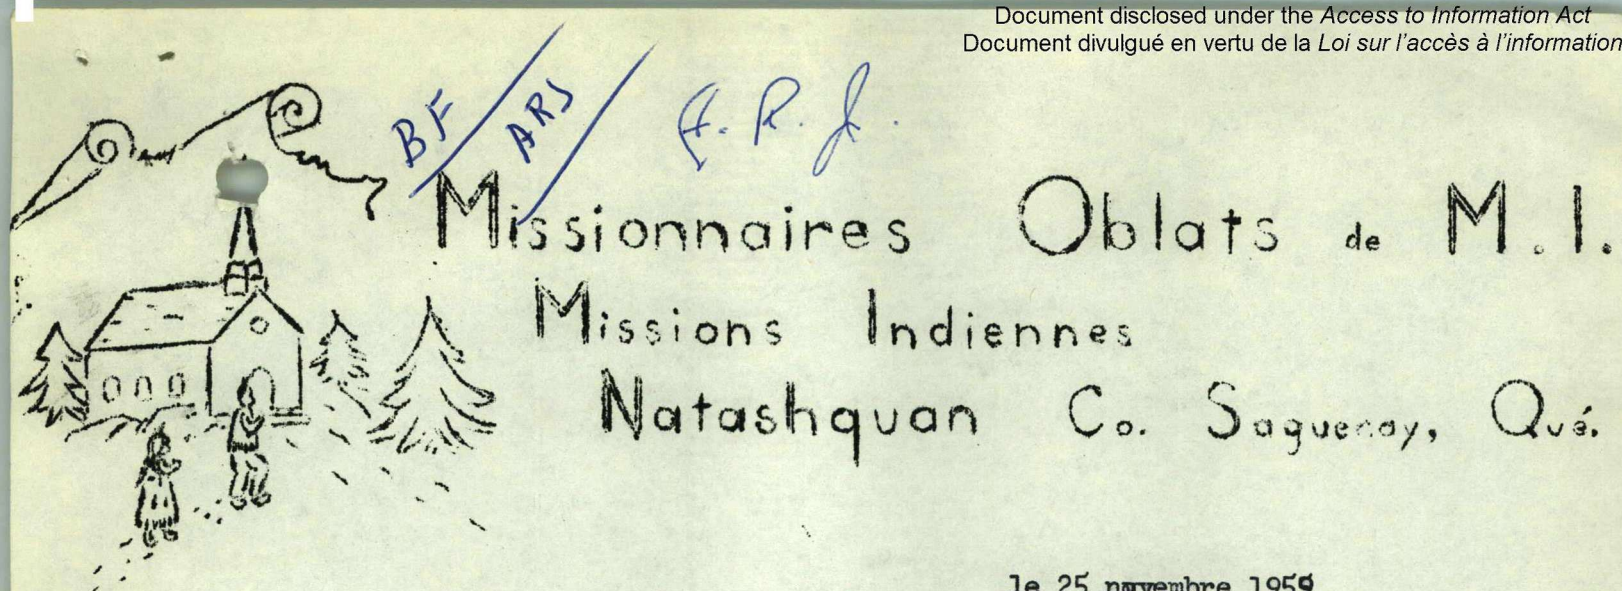 Document disclosed under the Access to Information Act
Document divulgué en vertu de la Loi sur l'accès à l'information
BF
ARS
Missionnaires Oblats de M.I.
Missions Indiennes
Natashquan Co. Saguenay, Qué.
le 25 novembre 1959